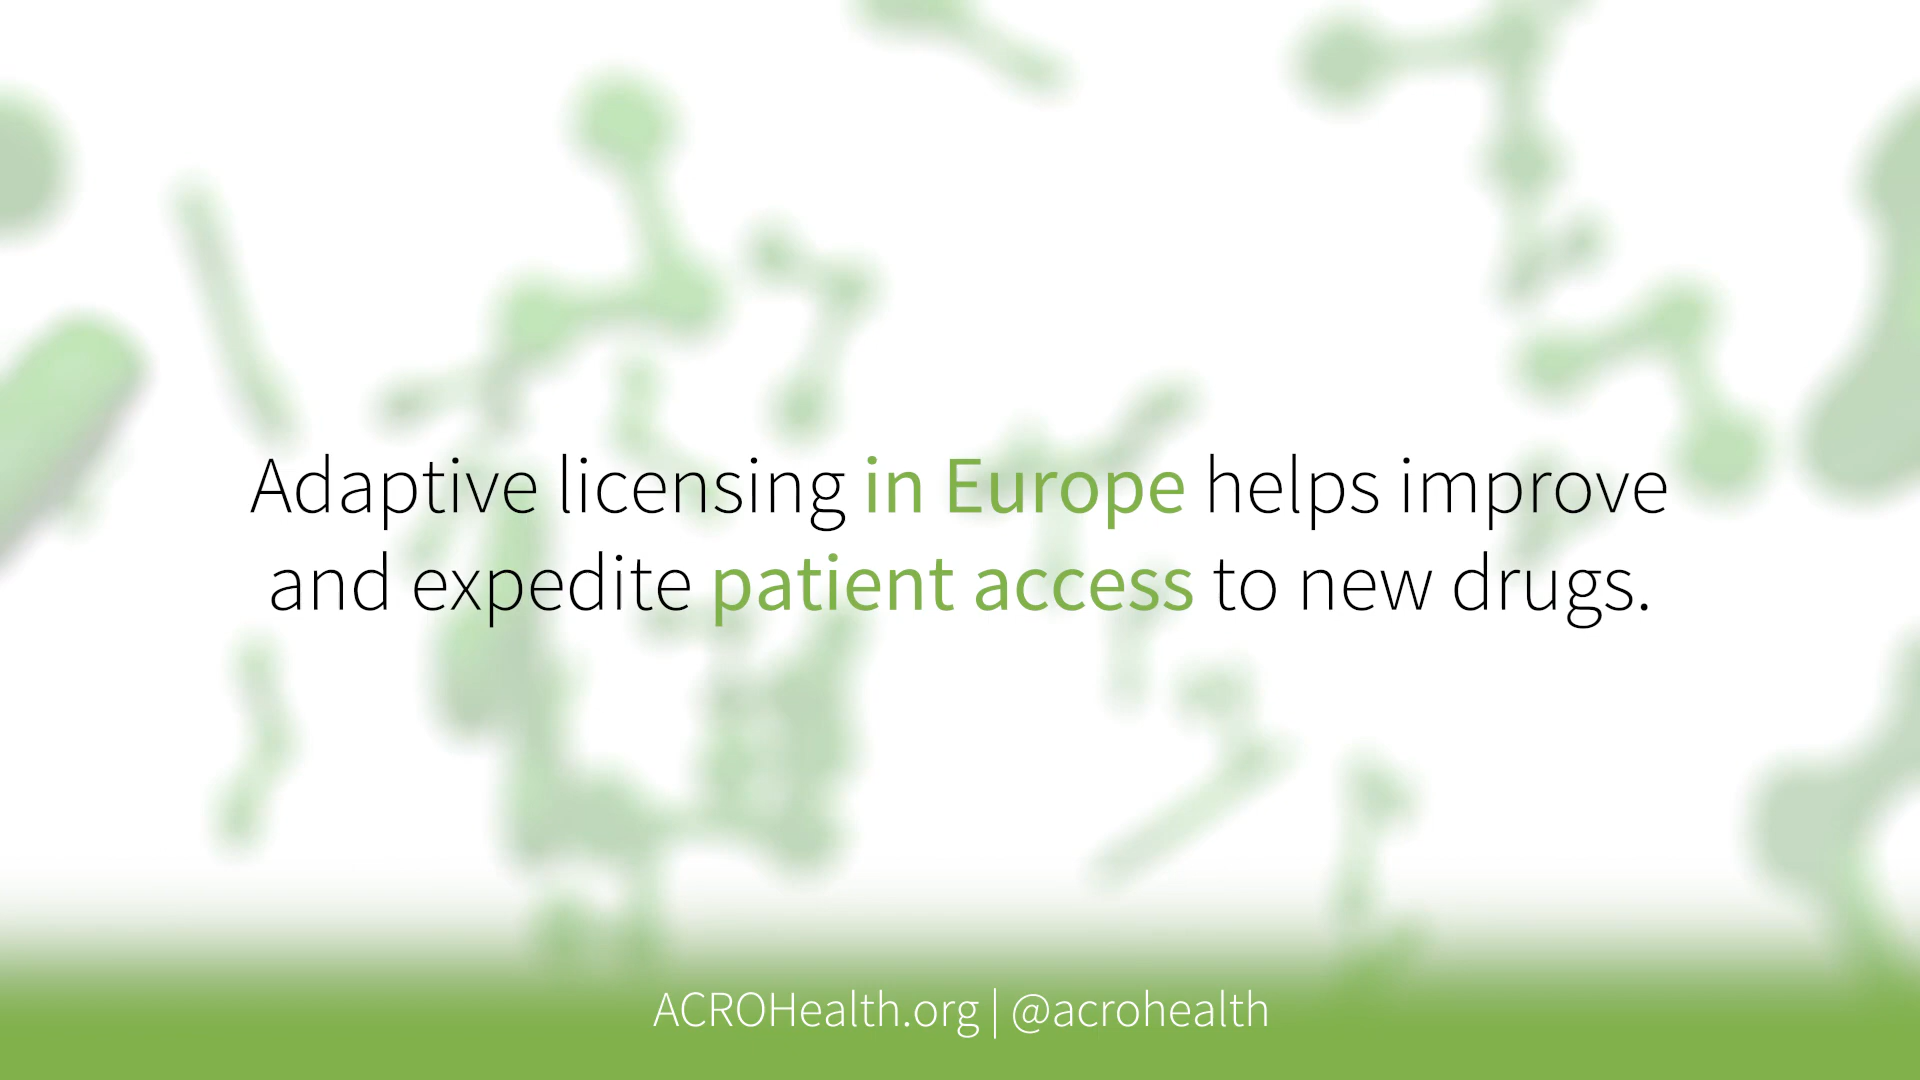 Adaptive licensing in Europe helps improve
and expedite patient access to new drugs.
ACROHealth.org | @acrohealth